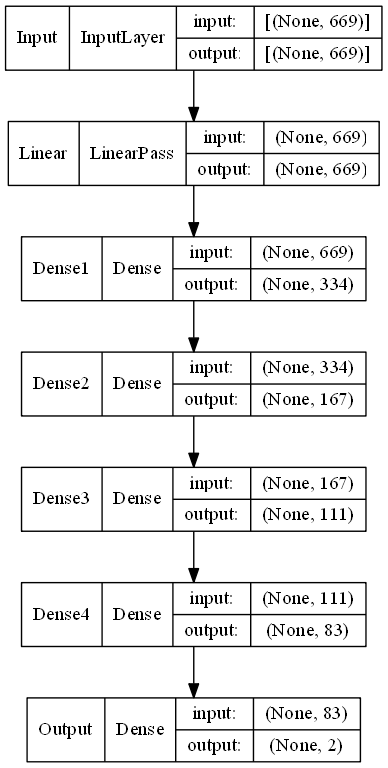 Input InputLayer input: [(None, 669)]
output: [(None, 669)]
Linear LinearPass input: (None, 669)
output: (None, 669)
Dense1 Dense input: (None, 669)
output: (None, 334)
Dense2 Dense input: (None, 334)
output: (None, 167)
Dense3 Dense input: (None, 167)
output: (None, 111)
Dense4 Dense input: (None, 111)
output: (None, 83)
Output Dense input: (None, 83)
output: (None, 2)